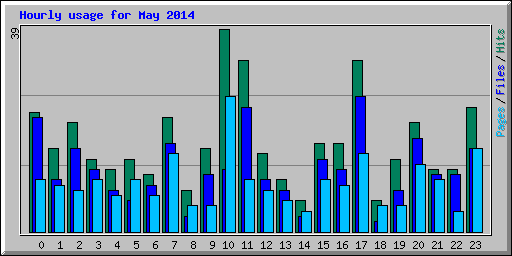 Hourly usage for May 2014
39
Pages / Files / Hits
0 1 2 3 4 5 6 7 8 9 10 11 12 13 14 15 16 17 18 19 20 21 22 23